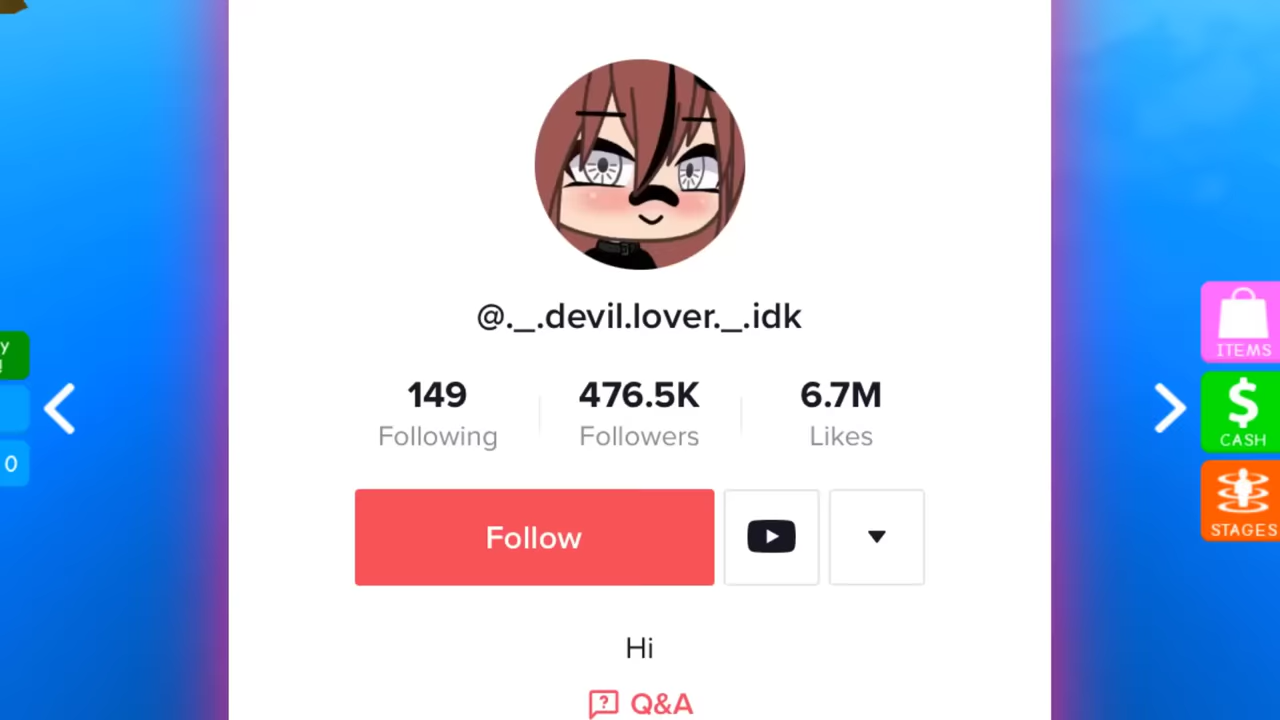 @._.devil.lover._.idk
149 476.5K 6.7M
Following Followers Likes
Follow
Hi
Q&A
Y
!
0
ITEMS
$
CASH
STAGES